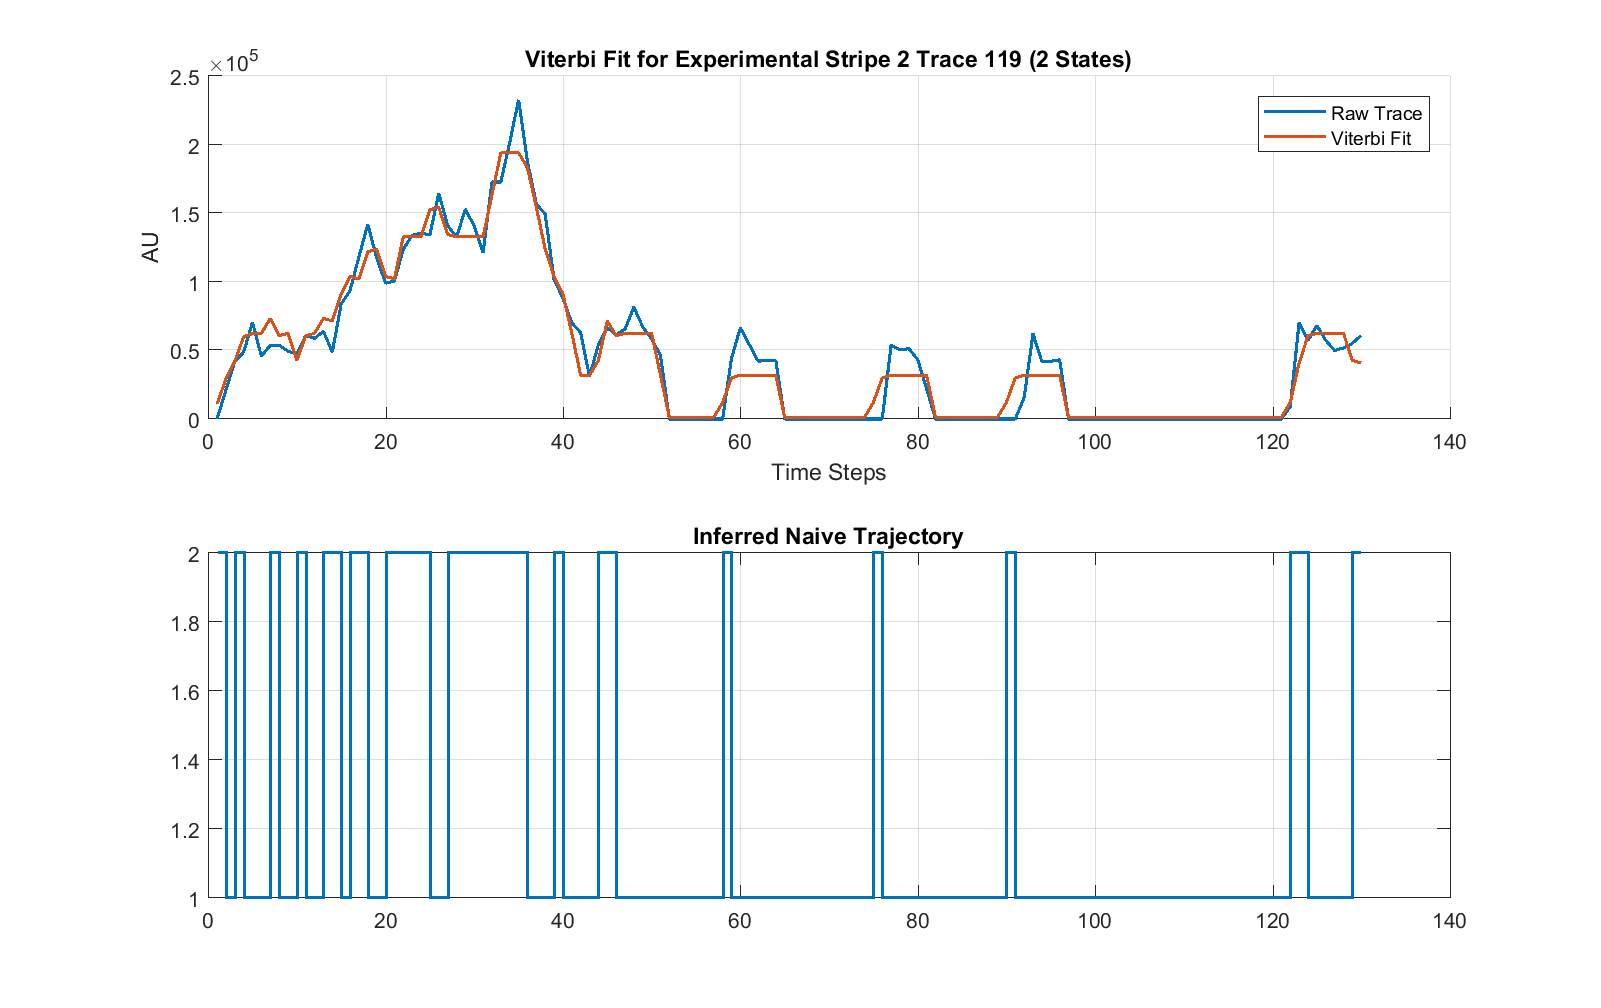 Viterbi Fit for Experimental Stripe 2 Trace 119 (2 States)
×10^5
2.5
2
1.5
1
0.5
0
AU
Raw Trace
Viterbi Fit
0 20 40 60 80 100 120 140
Time Steps
Inferred Naive Trajectory
2
1.8
1.6
1.4
1.2
1
0 20 40 60 80 100 120 140